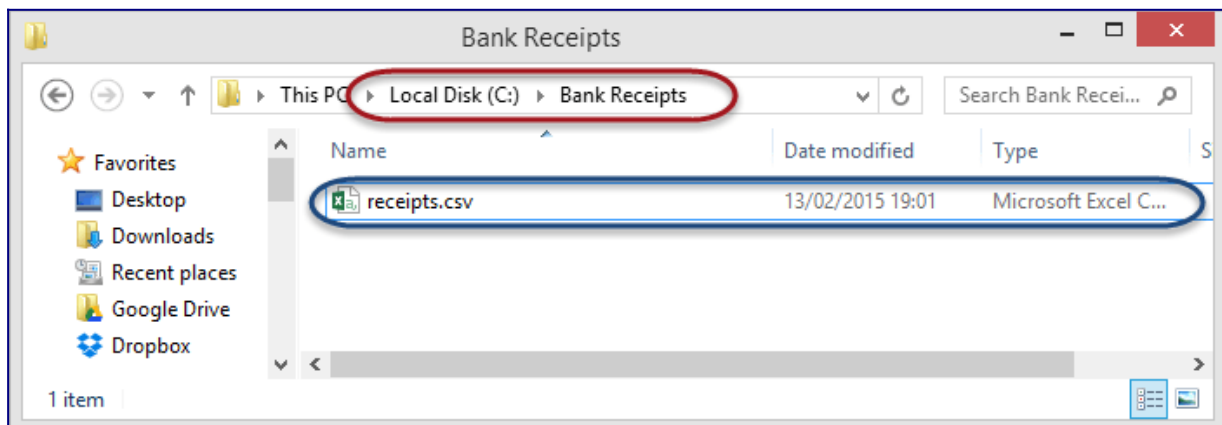 Bank Receipts
This PC Local Disk (C:) Bank Receipts Search Bank Recei...
Favorites Name Date modified Type S
Desktop receipts.csv 13/02/2015 19:01 Microsoft Excel C...
Downloads
Recent places
Google Drive
Dropbox
1 item